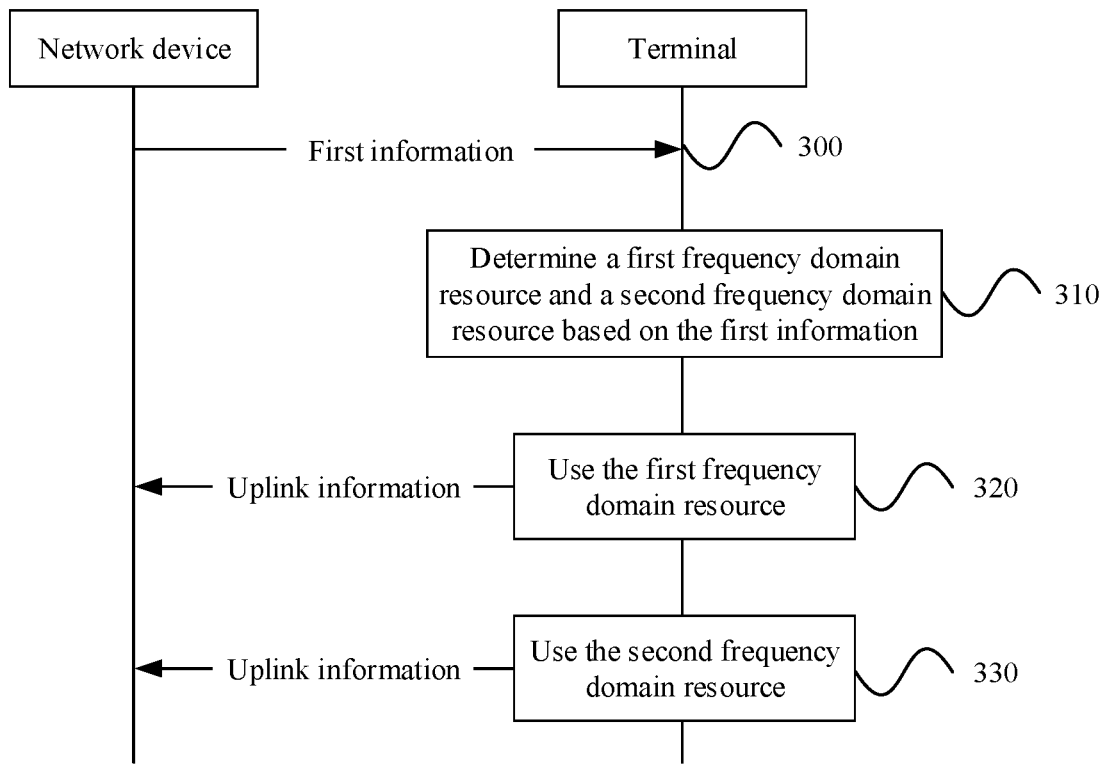 Network device
Terminal
First information
300
Determine a first frequency domain
resource and a second frequency domain
resource based on the first information
310
Uplink information
Use the first frequency
domain resource
320
Uplink information
Use the second frequency
domain resource
330